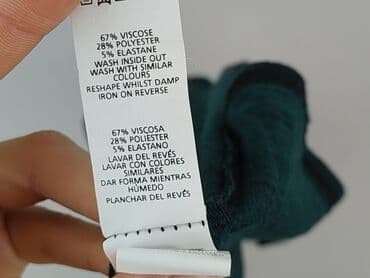 67% VISCOSE
28% POLYESTER
5% ELASTANE
WASH INSIDE OUT
WASH WITH SIMILAR
COLOURS
RESHAPE WHILST DAMP
IRON ON REVERSE
67% VISCOSA
28% POLIESTER
5% ELASTANO
LAVAR DEL REVÉS
LAVAR CON COLORES
SIMILARES
DAR FORMA MIENTRAS
HÚMEDO
PLANCHAR DEL REVÉS